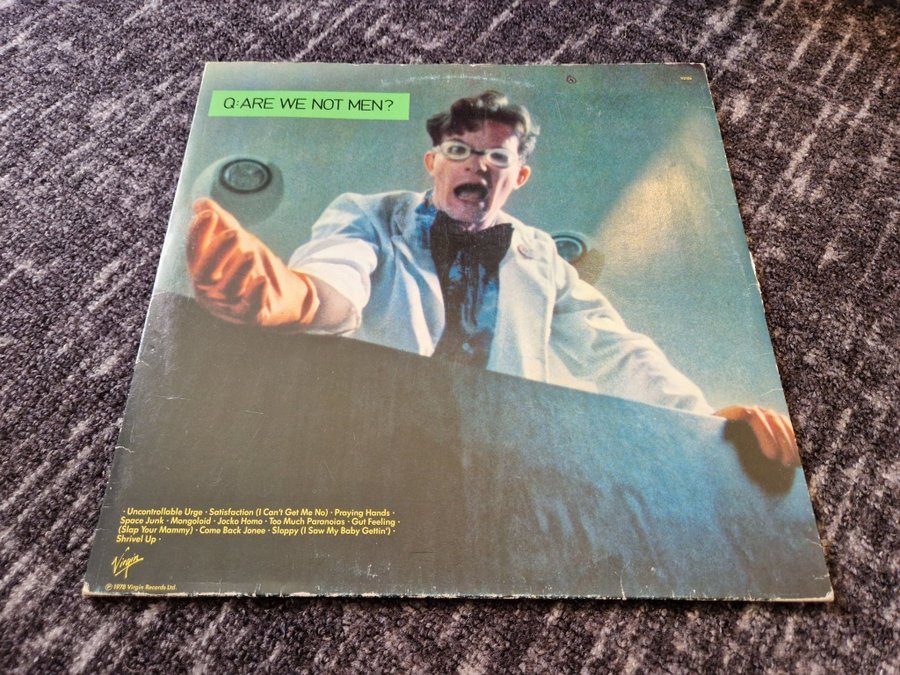 Q:ARE WE NOT MEN?
· Uncontrollable Urge · Satisfaction (I Can't Get Me No) · Praying Hands ·
Space Junk · Mongoloid · Jocko Homo · Too Much Paranoias · Gut Feeling ·
(Slap Your Mammy) · Come Back Jonee · Sloppy (I Saw My Baby Gettin') ·
Shrivel Up ·
Virgin
℗ 1978 Virgin Records Ltd.